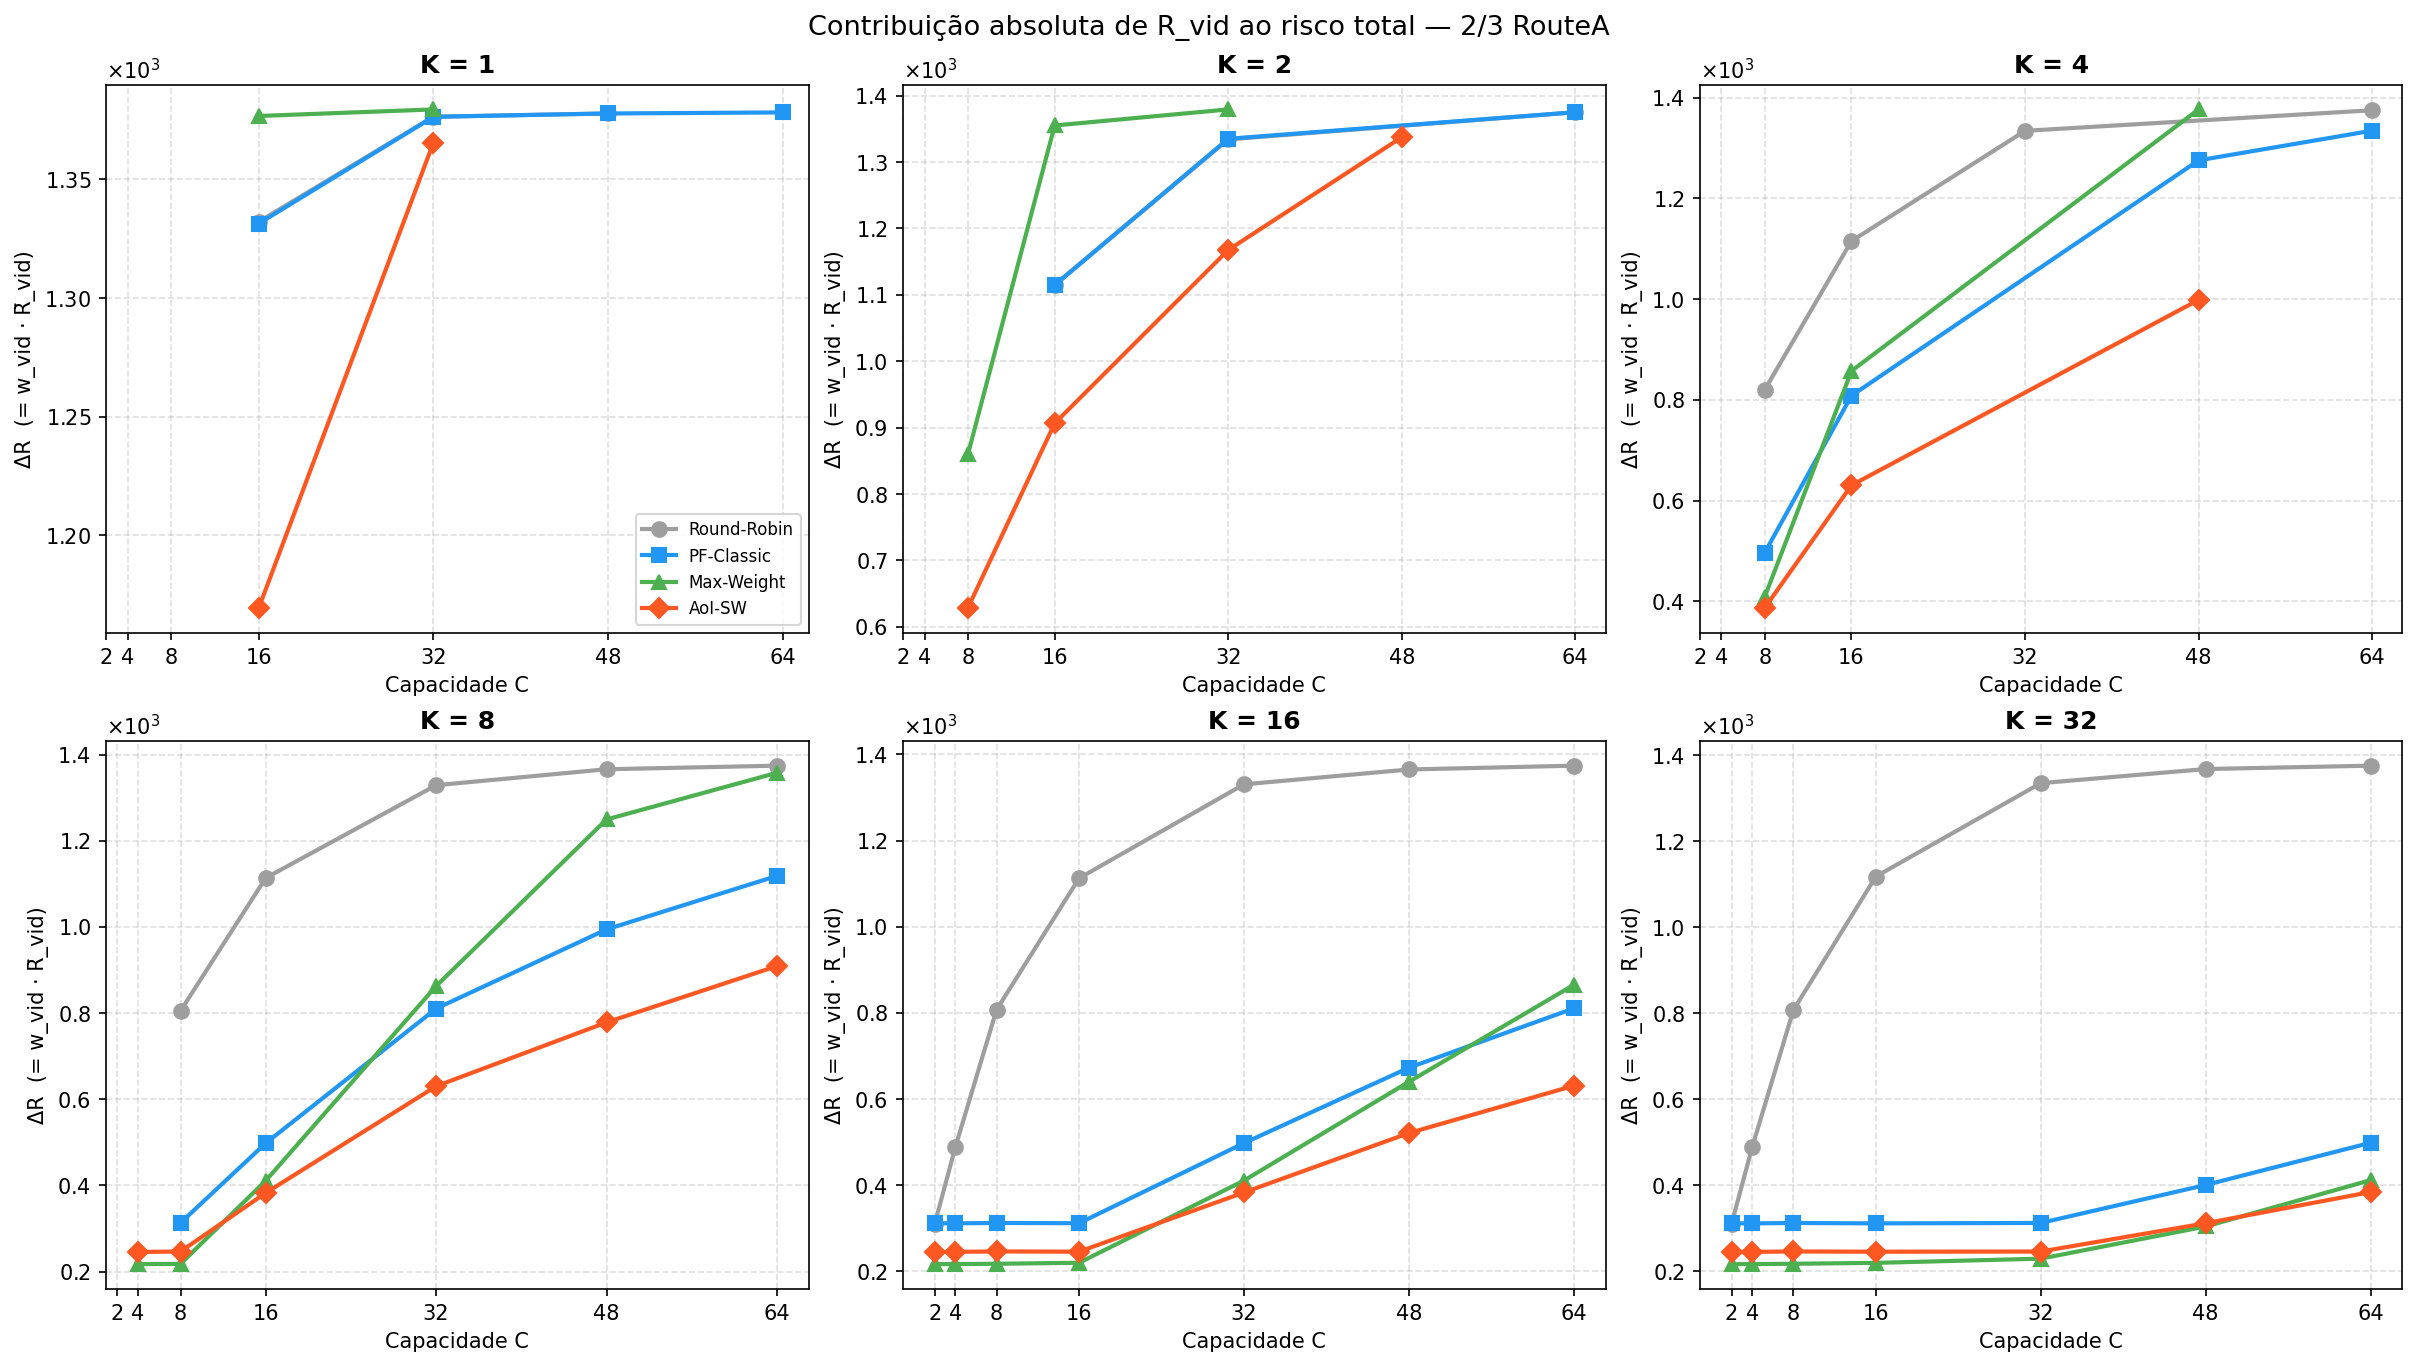 Contribuição absoluta de R_vid ao risco total — 2/3 RouteA
K = 1
×10³
ΔR (= w_vid · R_vid)
1.35
1.30
1.25
1.20
2 4 8 16 32 48 64
Capacidade C
Round-Robin
PF-Classic
Max-Weight
AoI-SW
K = 2
×10³
ΔR (= w_vid · R_vid)
1.4
1.3
1.2
1.1
1.0
0.9
0.8
0.7
0.6
2 4 8 16 32 48 64
Capacidade C
K = 4
×10³
ΔR (= w_vid · R_vid)
1.4
1.2
1.0
0.8
0.6
0.4
2 4 8 16 32 48 64
Capacidade C
K = 8
×10³
ΔR (= w_vid · R_vid)
1.4
1.2
1.0
0.8
0.6
0.4
0.2
2 4 8 16 32 48 64
Capacidade C
K = 16
×10³
ΔR (= w_vid · R_vid)
1.4
1.2
1.0
0.8
0.6
0.4
0.2
2 4 8 16 32 48 64
Capacidade C
K = 32
×10³
ΔR (= w_vid · R_vid)
1.4
1.2
1.0
0.8
0.6
0.4
0.2
2 4 8 16 32 48 64
Capacidade C